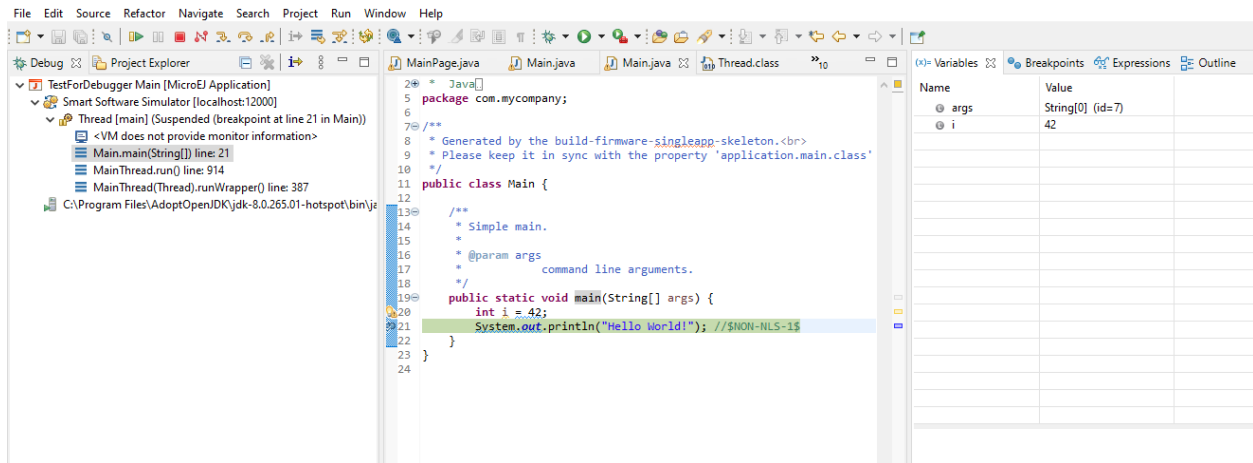 File Edit Source Refactor Navigate Search Project Run Window Help
Debug Project Explorer
TestForDebugger Main [MicroEJ Application]
Smart Software Simulator [localhost:12000]
Thread [main] (Suspended (breakpoint at line 21 in Main))
<VM does not provide monitor information>
Main.main(String[]) line: 21
MainThread.run() line: 914
MainThread(Thread).runWrapper() line: 387
C:\Program Files\AdoptOpenJDK\jdk-8.0.265.01-hotspot\bin\ja
MainPage.java Main.java Main.java Thread.class »10
2 * Java
5 package com.mycompany;
6
7 /**
8 * Generated by the build-firmware-singleapp-skeleton.<br>
9 * Please keep it in sync with the property 'application.main.class'
10 */
11 public class Main {
12
13 /**
14 * Simple main.
15 *
16 * @param args
17 * command line arguments.
18 */
19 public static void main(String[] args) {
20 int i = 42;
21 System.out.println("Hello World!"); //$NON-NLS-1$
22 }
23 }
24
(x)= Variables Breakpoints Expressions Outline
Name Value
args String[0] (id=7)
i 42